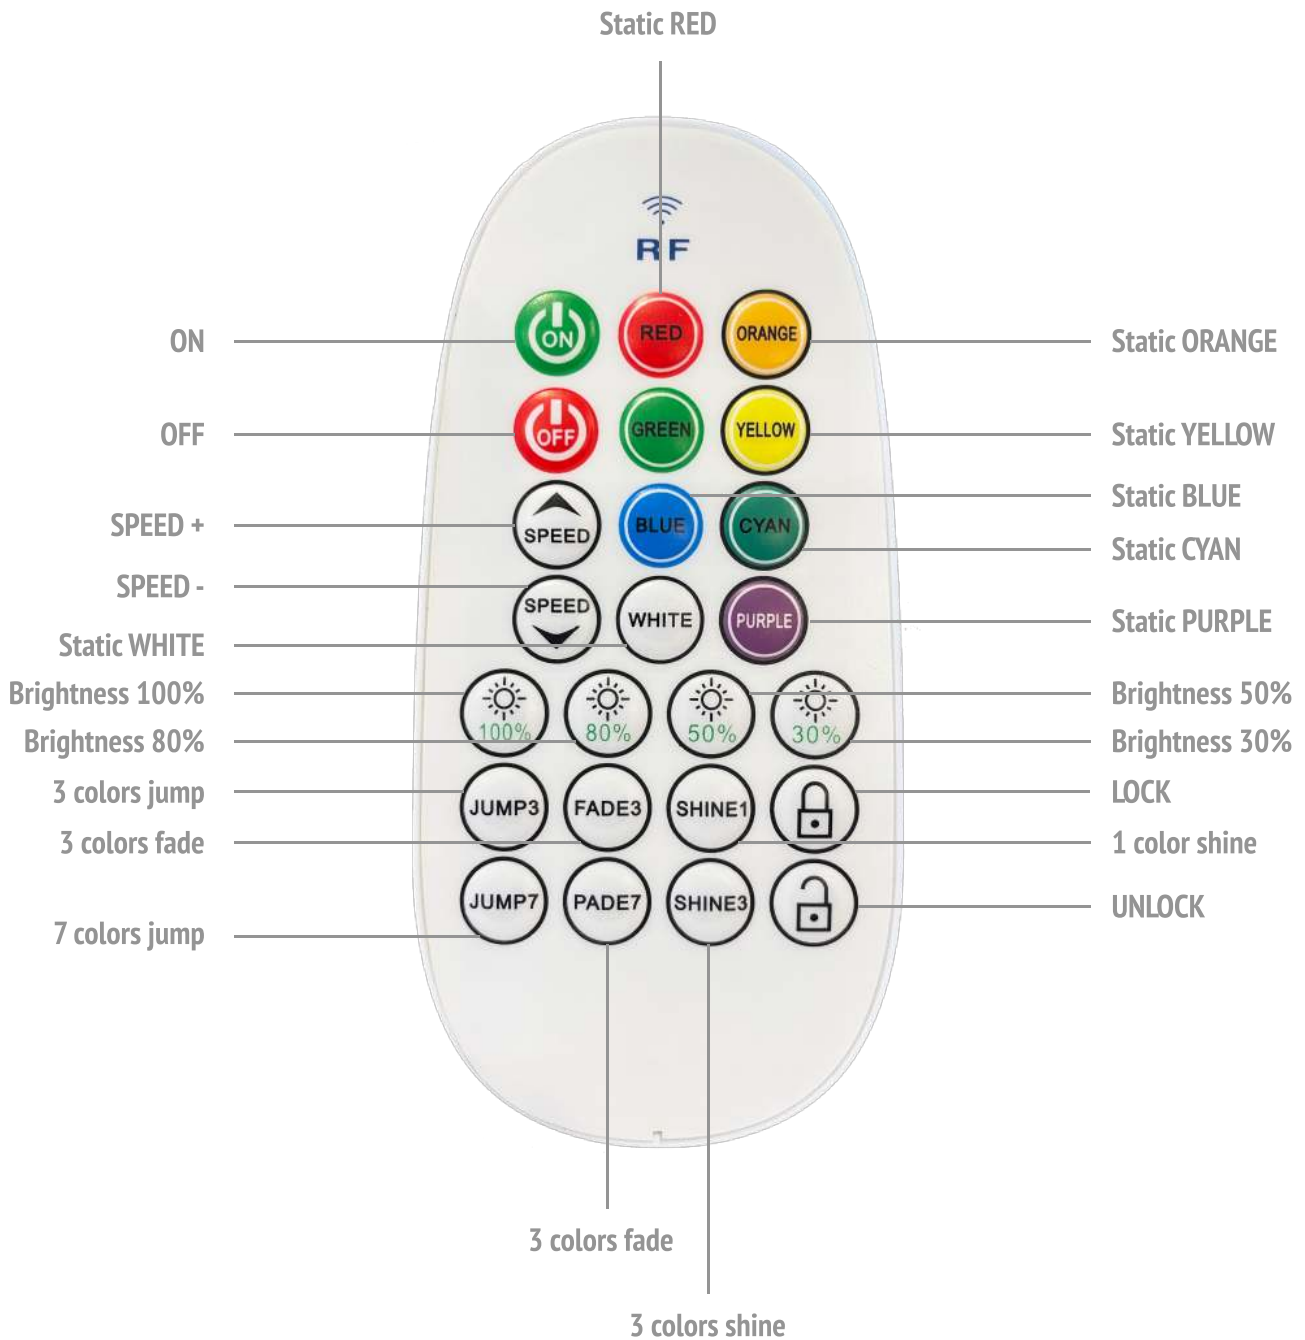 Static RED
RF
ON
ON
RED
ORANGE
Static ORANGE
OFF
OFF
GREEN
YELLOW
Static YELLOW
Static BLUE
SPEED +
SPEED
BLUE
CYAN
Static CYAN
SPEED -
SPEED
WHITE
PURPLE
Static PURPLE
Static WHITE
Brightness 100%
100%
80%
50%
30%
Brightness 50%
Brightness 80%
Brightness 30%
3 colors jump
JUMP3
FADE3
SHINE1
LOCK
3 colors fade
1 color shine
JUMP7
PADE7
SHINE3
UNLOCK
7 colors jump
3 colors fade
3 colors shine